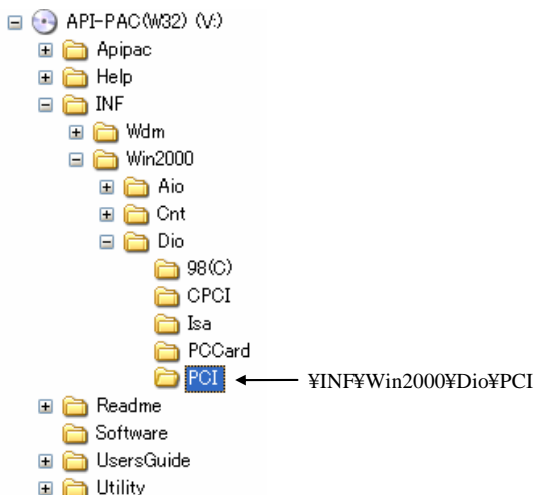 API-PAC(W32) (V:)
Apipac
Help
INF
Wdm
Win2000
Aio
Cnt
Dio
98(C)
CPCI
Isa
PCCard
PCI ¥INF¥Win2000¥Dio¥PCI
Readme
Software
UsersGuide
Utility